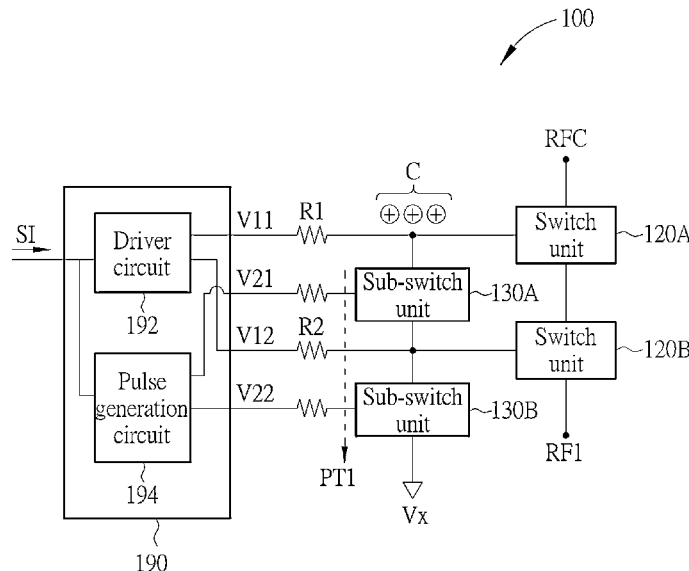 100
RFC
C
⊕⊕⊕
SI
Driver
circuit
192
V11
R1
Switch
unit
120A
V21
Sub-switch
unit
130A
V12
R2
Switch
unit
120B
Pulse
generation
circuit
194
V22
Sub-switch
unit
130B
RF1
PT1
Vx
190